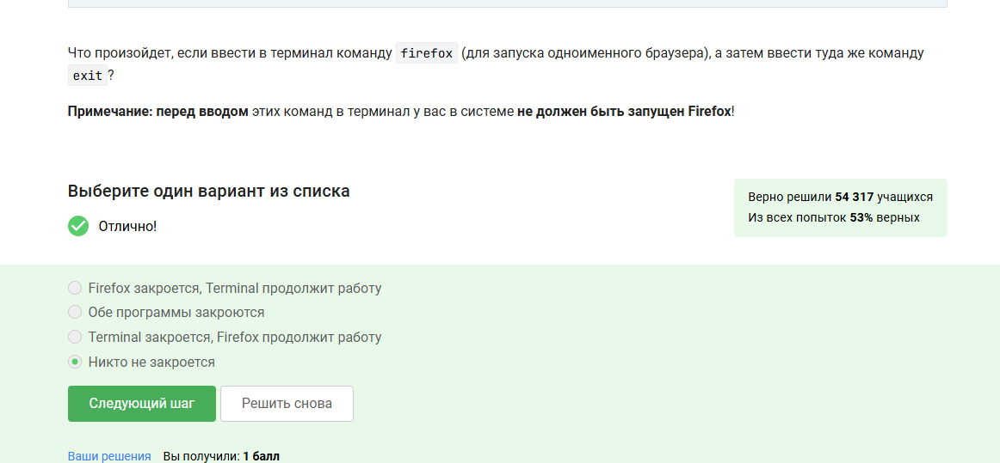 Что произойдет, если ввести в терминал команду firefox (для запуска одноименного браузера), а затем ввести туда же команду
exit?
Примечание: перед вводом этих команд в терминал у вас в системе не должен быть запущен Firefox!
Выберите один вариант из списка
Отлично!
Верно решили 54 317 учащихся
Из всех попыток 53% верных
Firefox закроется, Terminal продолжит работу
Обе программы закроются
Terminal закроется, Firefox продолжит работу
Никто не закроется
Следующий шаг Решить снова
Ваши решения Вы получили: 1 балл